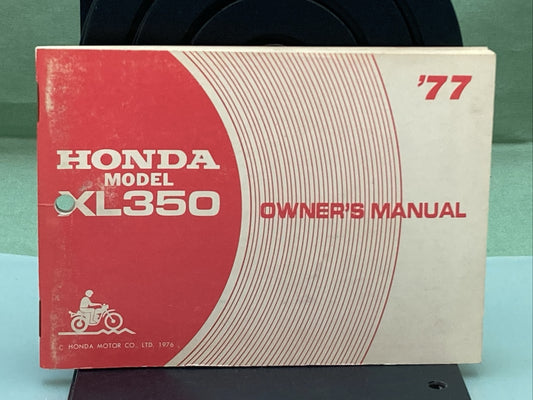 '77
HONDA
MODEL
XL350
OWNER'S MANUAL
© HONDA MOTOR CO., LTD. 1976